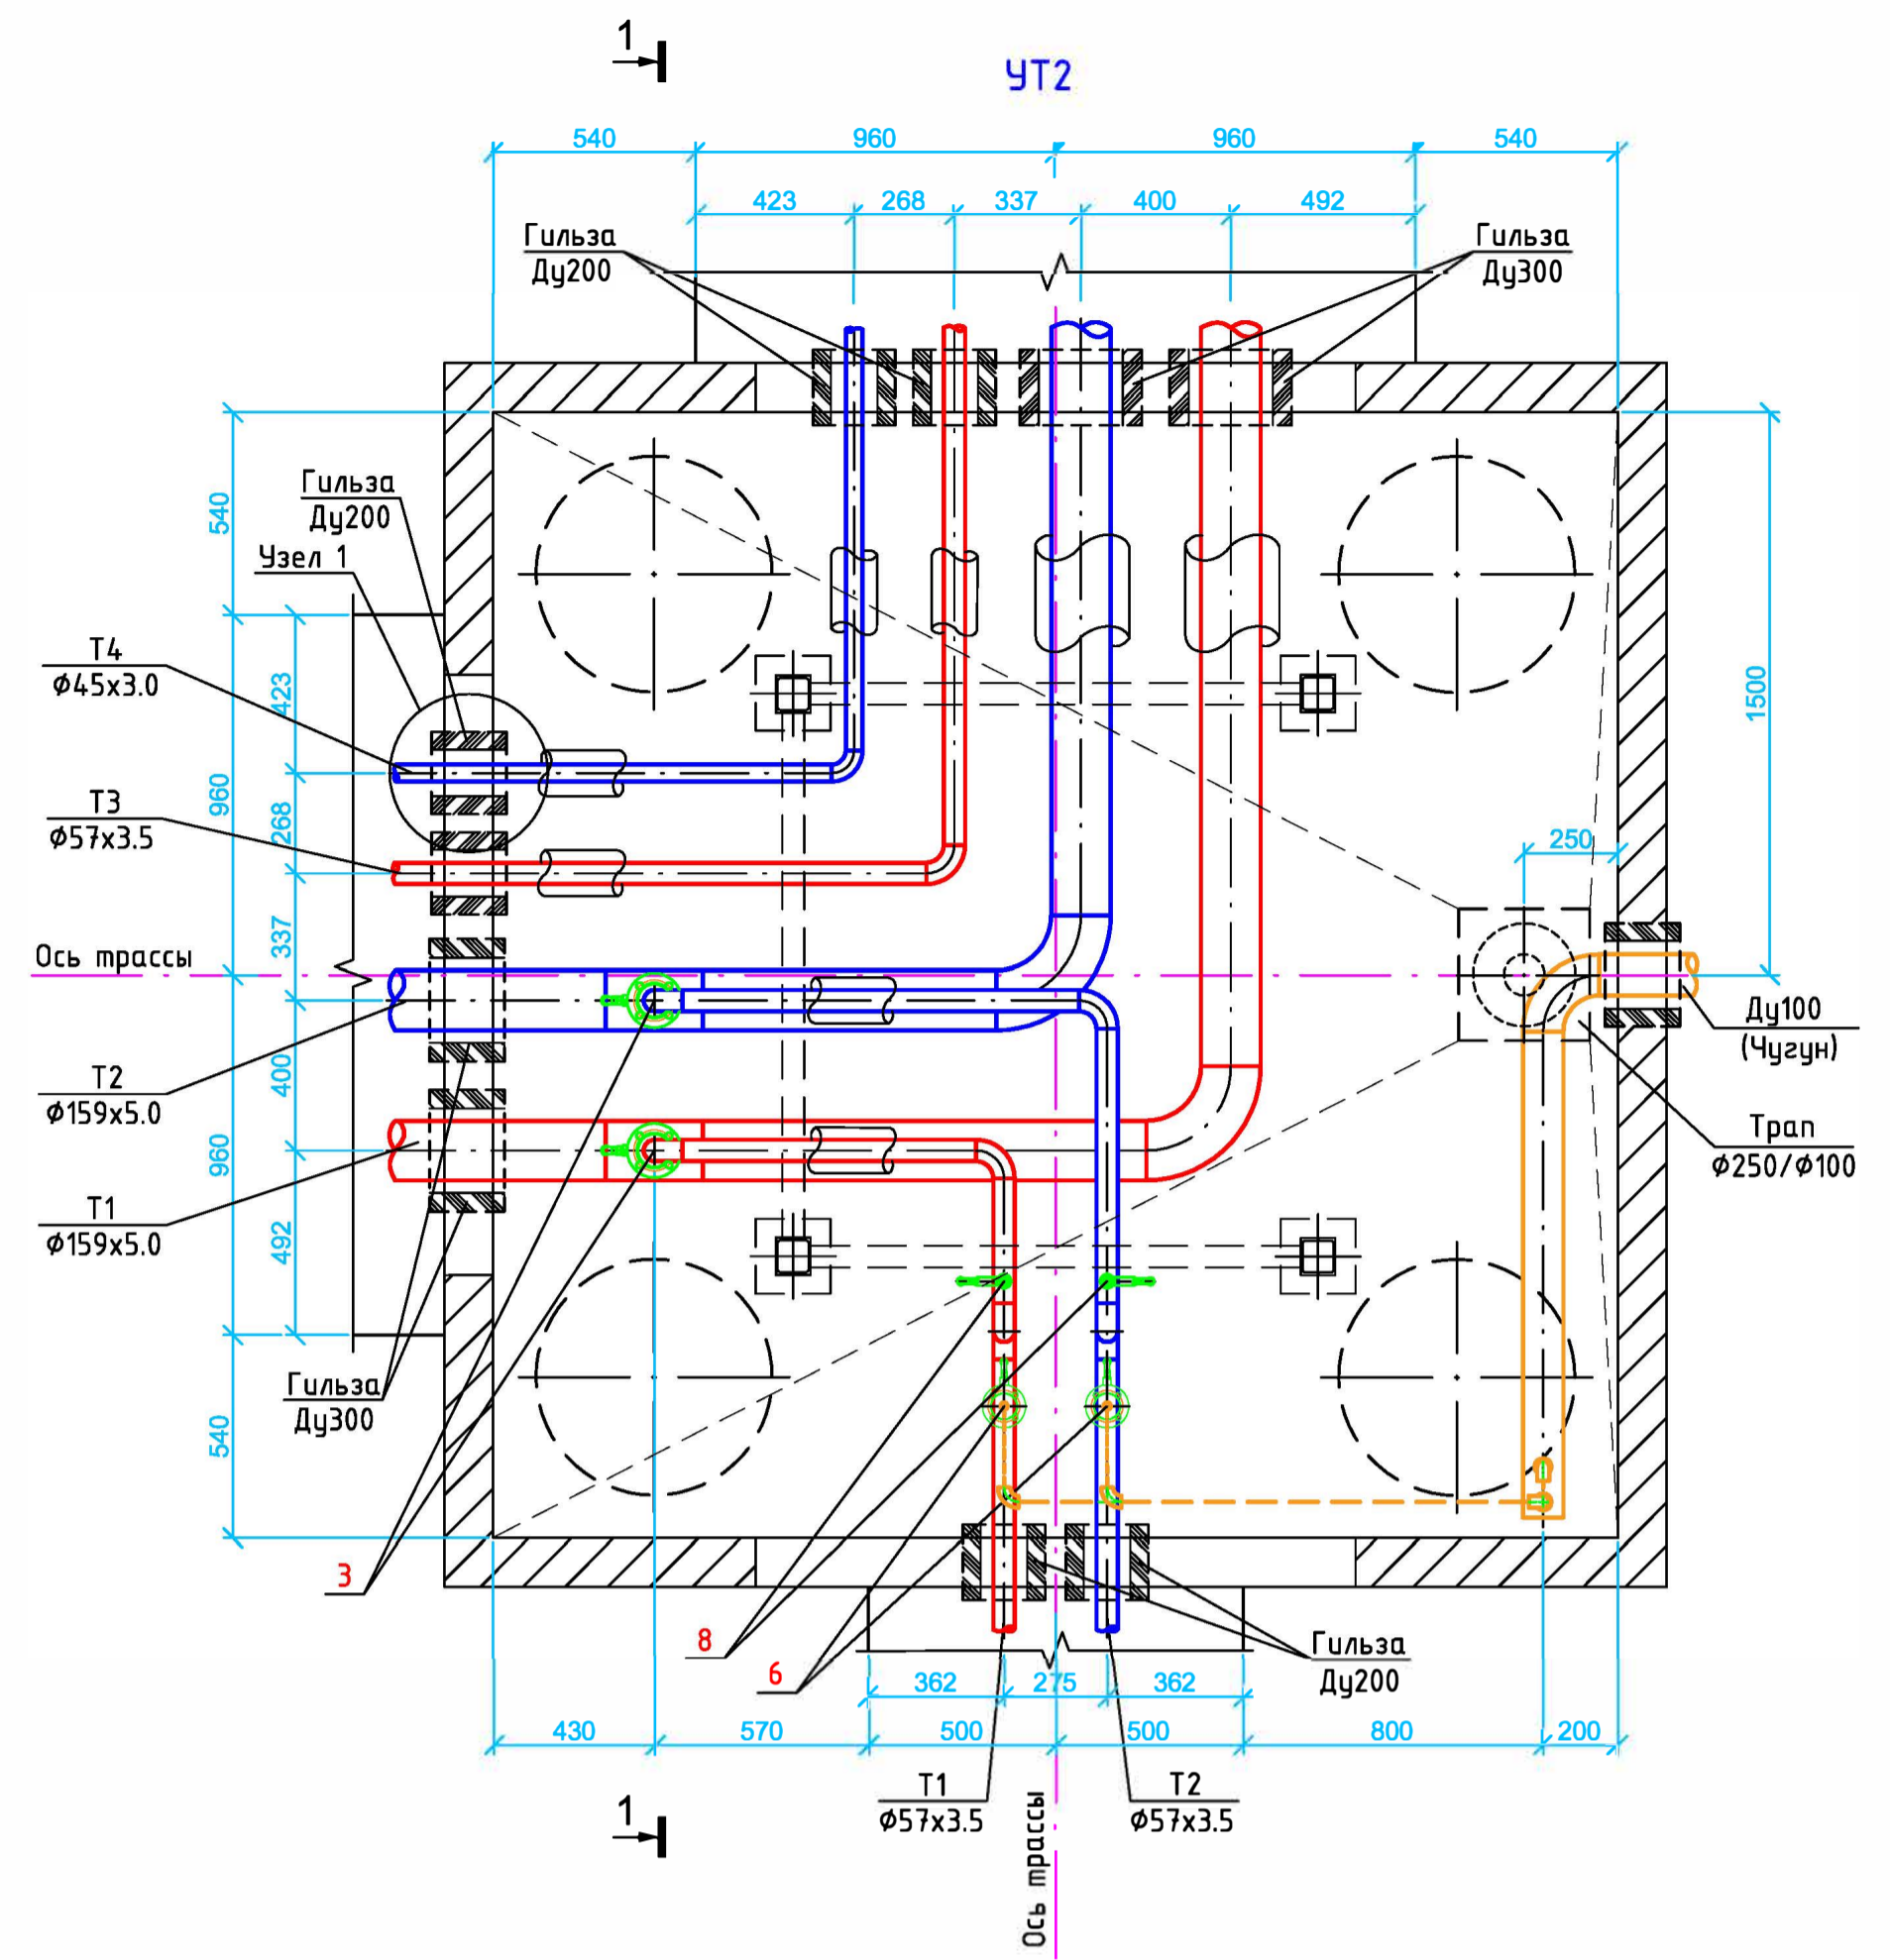 1
УТ2
540
960
960
540
423
268
337
400
492
Гильза
Ду200
Гильза
Ду300
Гильза
Ду200
Узел 1
540
423
1500
Т4
Ф45х3.0
960
268
Т3
Ф57х3.5
250
337
Ось трассы
Ду100
(Чугун)
400
Т2
Ф159х5.0
Трап
Ф250/Ф100
960
492
Т1
Ф159х5.0
Гильза
Ду300
540
3
8
6
Гильза
Ду200
362
275
362
430
570
500
500
800
200
Т1
Ф57х3.5
Т2
Ф57х3.5
1
Ось трассы